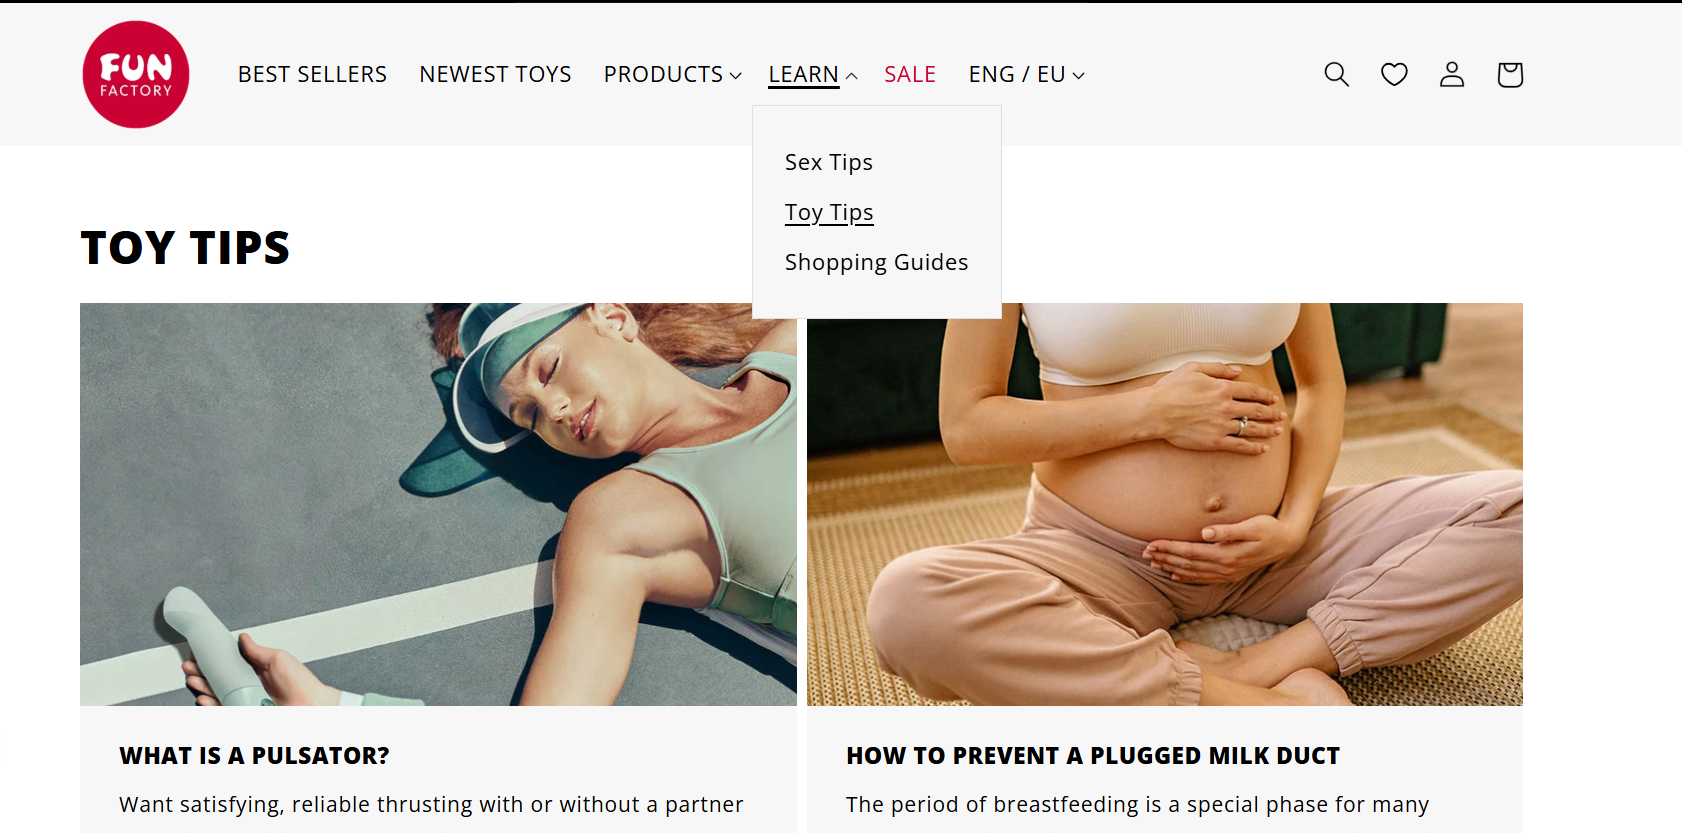 FUN
FACTORY
BEST SELLERS
NEWEST TOYS
PRODUCTS
LEARN
SALE
ENG / EU
Sex Tips
Toy Tips
Shopping Guides
TOY TIPS
WHAT IS A PULSATOR?
Want satisfying, reliable thrusting with or without a partner
HOW TO PREVENT A PLUGGED MILK DUCT
The period of breastfeeding is a special phase for many